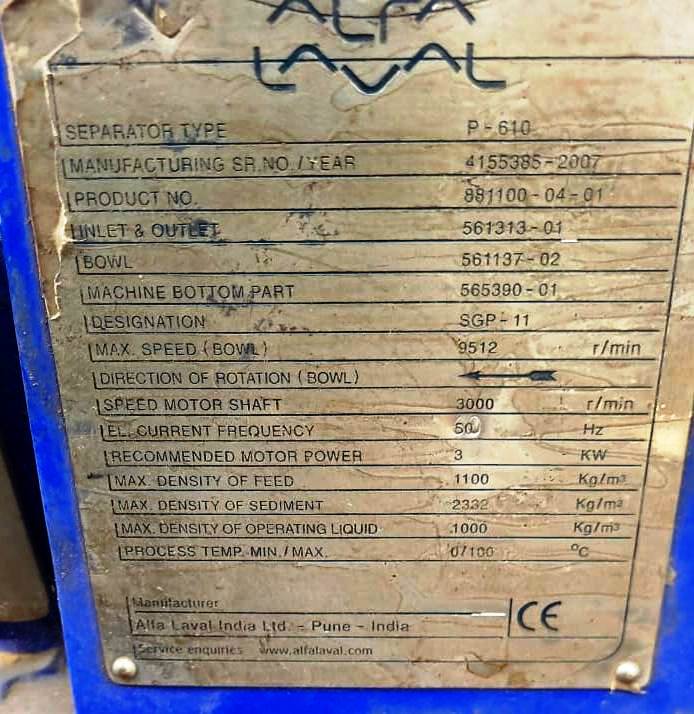 ALFA
LAVAL
SEPARATOR TYPE P-610
MANUFACTURING SR.NO./YEAR 4155385-2007
PRODUCT NO. 881100-04-01
INLET & OUTLET 561313-01
BOWL 561137-02
MACHINE BOTTOM PART 565390-01
DESIGNATION SGP-11
MAX. SPEED (BOWL) 9512 r/min
DIRECTION OF ROTATION (BOWL)
SPEED MOTOR SHAFT 3000 r/min
EL. CURRENT FREQUENCY 50 Hz
RECOMMENDED MOTOR POWER 3 KW
MAX. DENSITY OF FEED 1100 Kg/m³
MAX. DENSITY OF SEDIMENT 2332 Kg/m³
MAX. DENSITY OF OPERATING LIQUID 1000 Kg/m³
PROCESS TEMP. MIN./MAX. 0/100 °C
Manufacturer
Alfa Laval India Ltd. - Pune - India CE
Service enquiries www.alfalaval.com